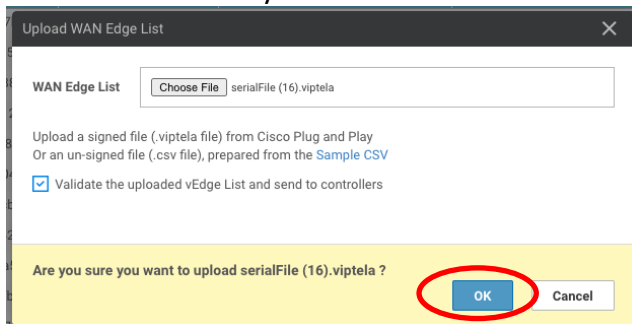 Upload WAN Edge List
WAN Edge List
Choose File serialFile (16).viptela
Upload a signed file (.viptela file) from Cisco Plug and Play
Or an un-signed file (.csv file), prepared from the Sample CSV
Validate the uploaded vEdge List and send to controllers
Are you sure you want to upload serialFile (16).viptela ?
OK
Cancel